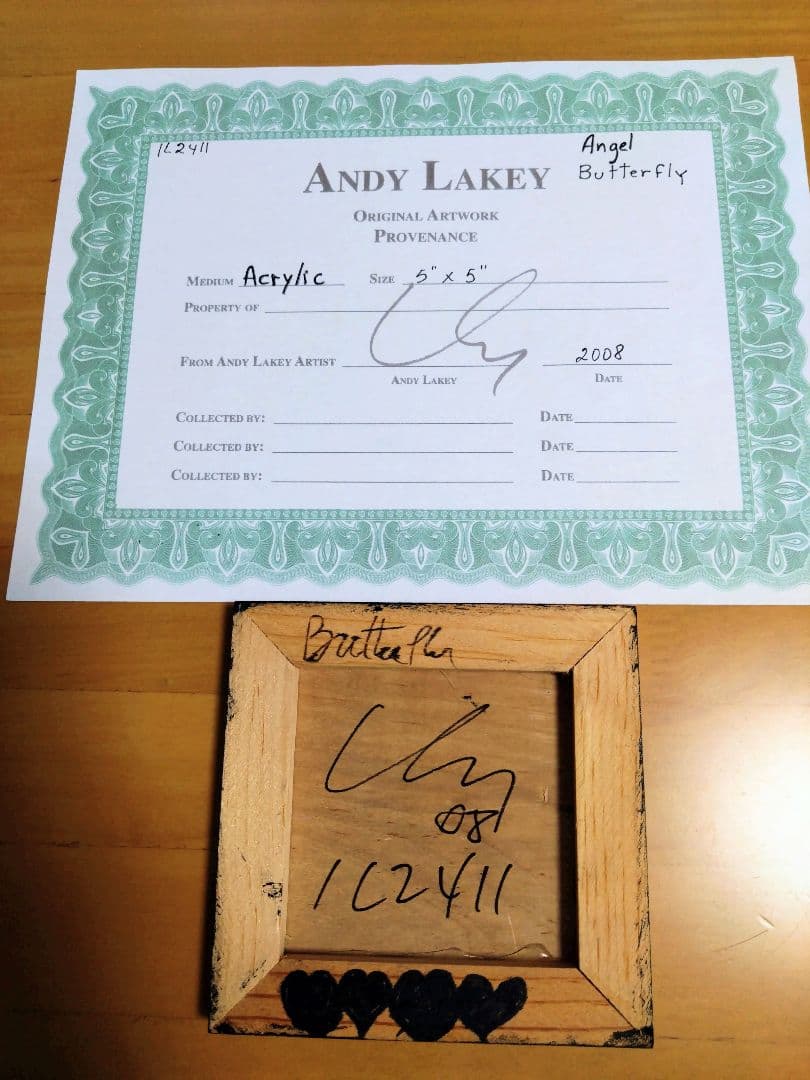 1C2411
Angel
Butterfly
ANDY LAKEY
ORIGINAL ARTWORK
PROVENANCE
MEDIUM Acrylic SIZE 5" x 5"
PROPERTY OF
FROM ANDY LAKEY ARTIST 2008
ANDY LAKEY DATE
COLLECTED BY: DATE
COLLECTED BY: DATE
COLLECTED BY: DATE
08
1C2411